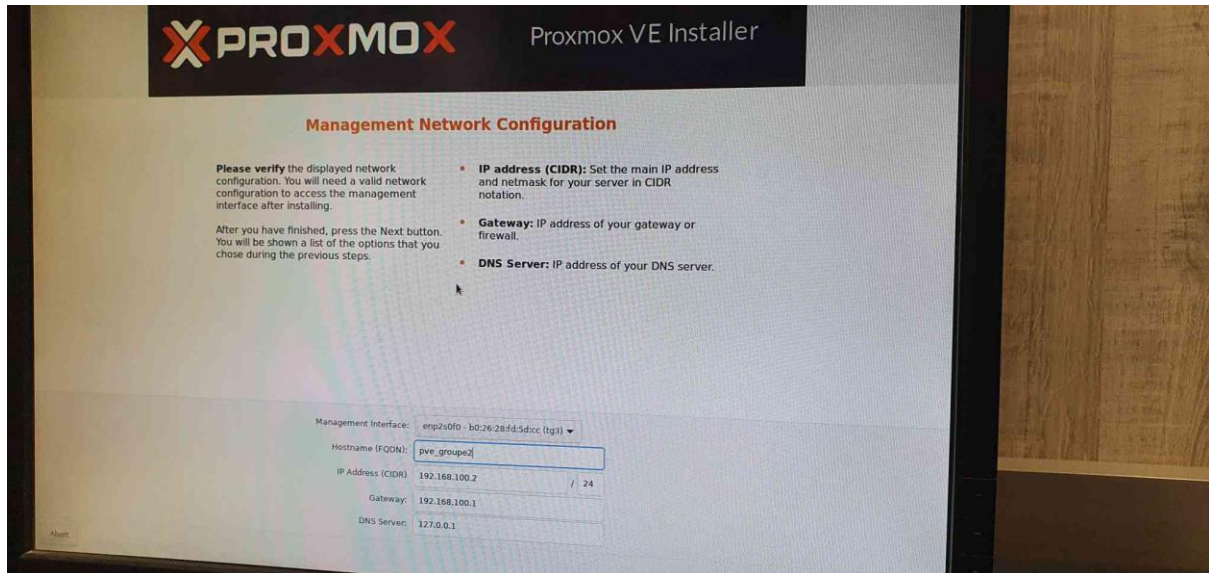 PROXMOX
Proxmox VE Installer
Management Network Configuration
Please verify the displayed network
configuration. You will need a valid network
configuration to access the management
interface after installing.
After you have finished, press the Next button.
You will be shown a list of the options that you
chose during the previous steps.
• IP address (CIDR): Set the main IP address
and netmask for your server in CIDR
notation.
• Gateway: IP address of your gateway or
firewall.
• DNS Server: IP address of your DNS server.
Management Interface: enp2s0f0 - b0:26:28:fd:5d:cc (tg3)
Hostname (FQDN): pve_groupe2
IP Address (CIDR) 192.168.100.2 / 24
Gateway: 192.168.100.1
DNS Server: 127.0.0.1
Abort